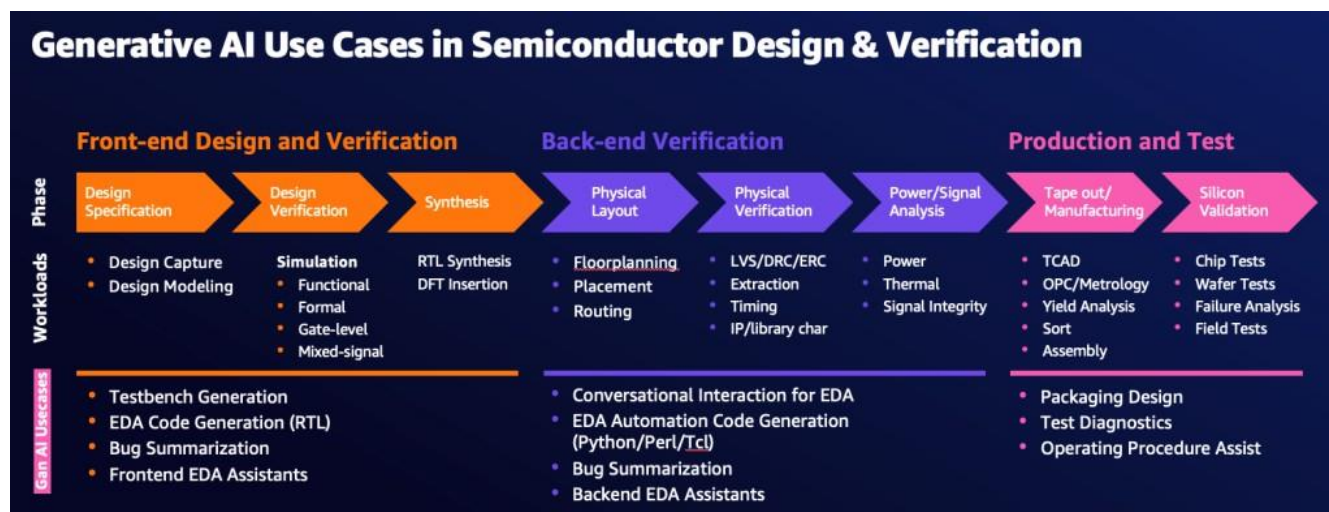 Generative AI Use Cases in Semiconductor Design & Verification
Front-end Design and Verification
Back-end Verification
Production and Test
Phase
Design
Specification
Design
Verification
Synthesis
Physical
Layout
Physical
Verification
Power/Signal
Analysis
Tape out/
Manufacturing
Silicon
Validation
Workloads
• Design Capture
• Design Modeling
Simulation
• Functional
• Formal
• Gate-level
• Mixed-signal
RTL Synthesis
DFT Insertion
• Floorplanning
• Placement
• Routing
• LVS/DRC/ERC
• Extraction
• Timing
• IP/library char
• Power
• Thermal
• Signal Integrity
• TCAD
• OPC/Metrology
• Yield Analysis
• Sort
• Assembly
• Chip Tests
• Wafer Tests
• Failure Analysis
• Field Tests
Gan AI Usecases
• Testbench Generation
• EDA Code Generation (RTL)
• Bug Summarization
• Frontend EDA Assistants
• Conversational Interaction for EDA
• EDA Automation Code Generation
(Python/Perl/Tcl)
• Bug Summarization
• Backend EDA Assistants
• Packaging Design
• Test Diagnostics
• Operating Procedure Assist